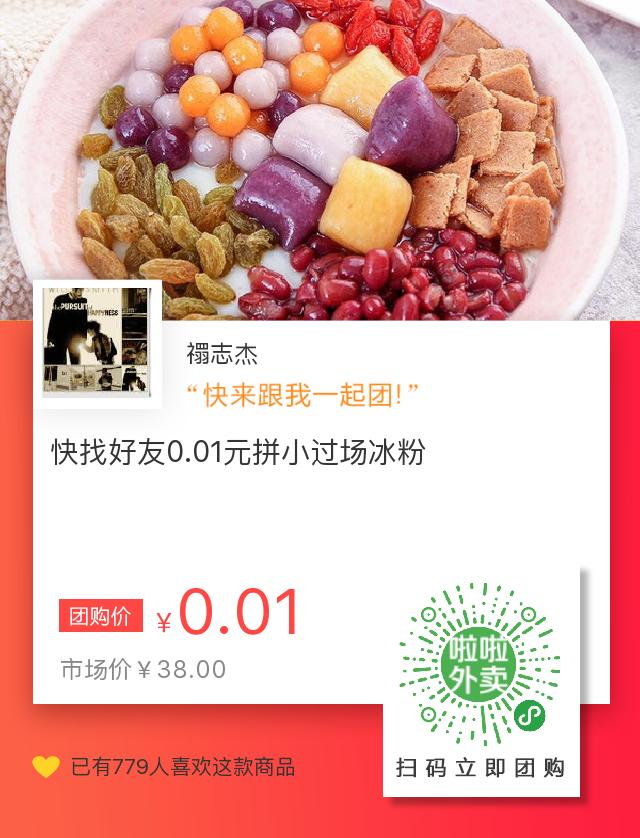 WILL SMITH
PURSUIT
HAPPYNESS
禤志杰
“快来跟我一起团!”
快找好友0.01元拼小过场冰粉
团购价 ¥0.01
市场价￥38.00
啦啦
外卖
已有779人喜欢这款商品
扫码立即团购